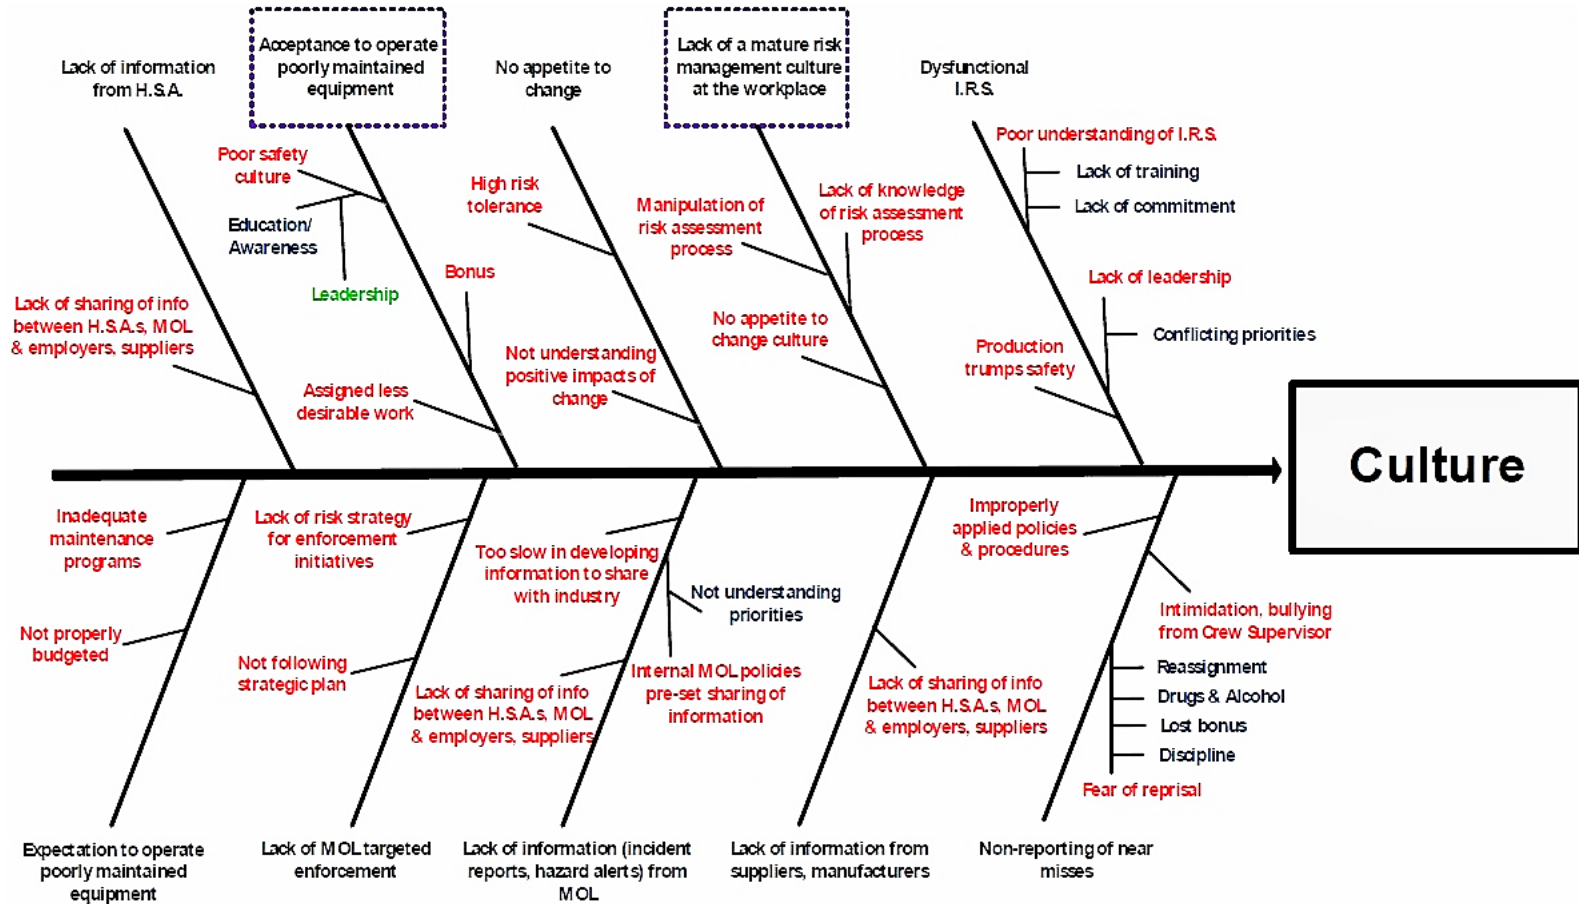 Lack of information
from H.S.A.
Acceptance to operate
poorly maintained
equipment
No appetite to
change
Lack of a mature risk
management culture
at the workplace
Dysfunctional
I.R.S.
Poor safety
culture
Education/
Awareness
Leadership
Bonus
Assigned less
desirable work
Lack of sharing of info
between H.S.A.s, MOL
& employers, suppliers
High risk
tolerance
Not understanding
positive impacts of
change
Manipulation of
risk assessment
process
Lack of knowledge
of risk assessment
process
No appetite to
change culture
Poor understanding of I.R.S.
Lack of training
Lack of commitment
Lack of leadership
Conflicting priorities
Production
trumps safety
Culture
Inadequate
maintenance
programs
Not properly
budgeted
Lack of risk strategy
for enforcement
initiatives
Not following
strategic plan
Too slow in developing
information to share
with industry
Not understanding
priorities
Internal MOL policies
pre-set sharing of
information
Lack of sharing of info
between H.S.A.s, MOL
& employers, suppliers
Lack of sharing of info
between H.S.A.s, MOL
& employers, suppliers
Improperly
applied policies
& procedures
Intimidation, bullying
from Crew Supervisor
Reassignment
Drugs & Alcohol
Lost bonus
Discipline
Fear of reprisal
Expectation to operate
poorly maintained
equipment
Lack of MOL targeted
enforcement
Lack of information (incident
reports, hazard alerts) from
MOL
Lack of information from
suppliers, manufacturers
Non-reporting of near
misses